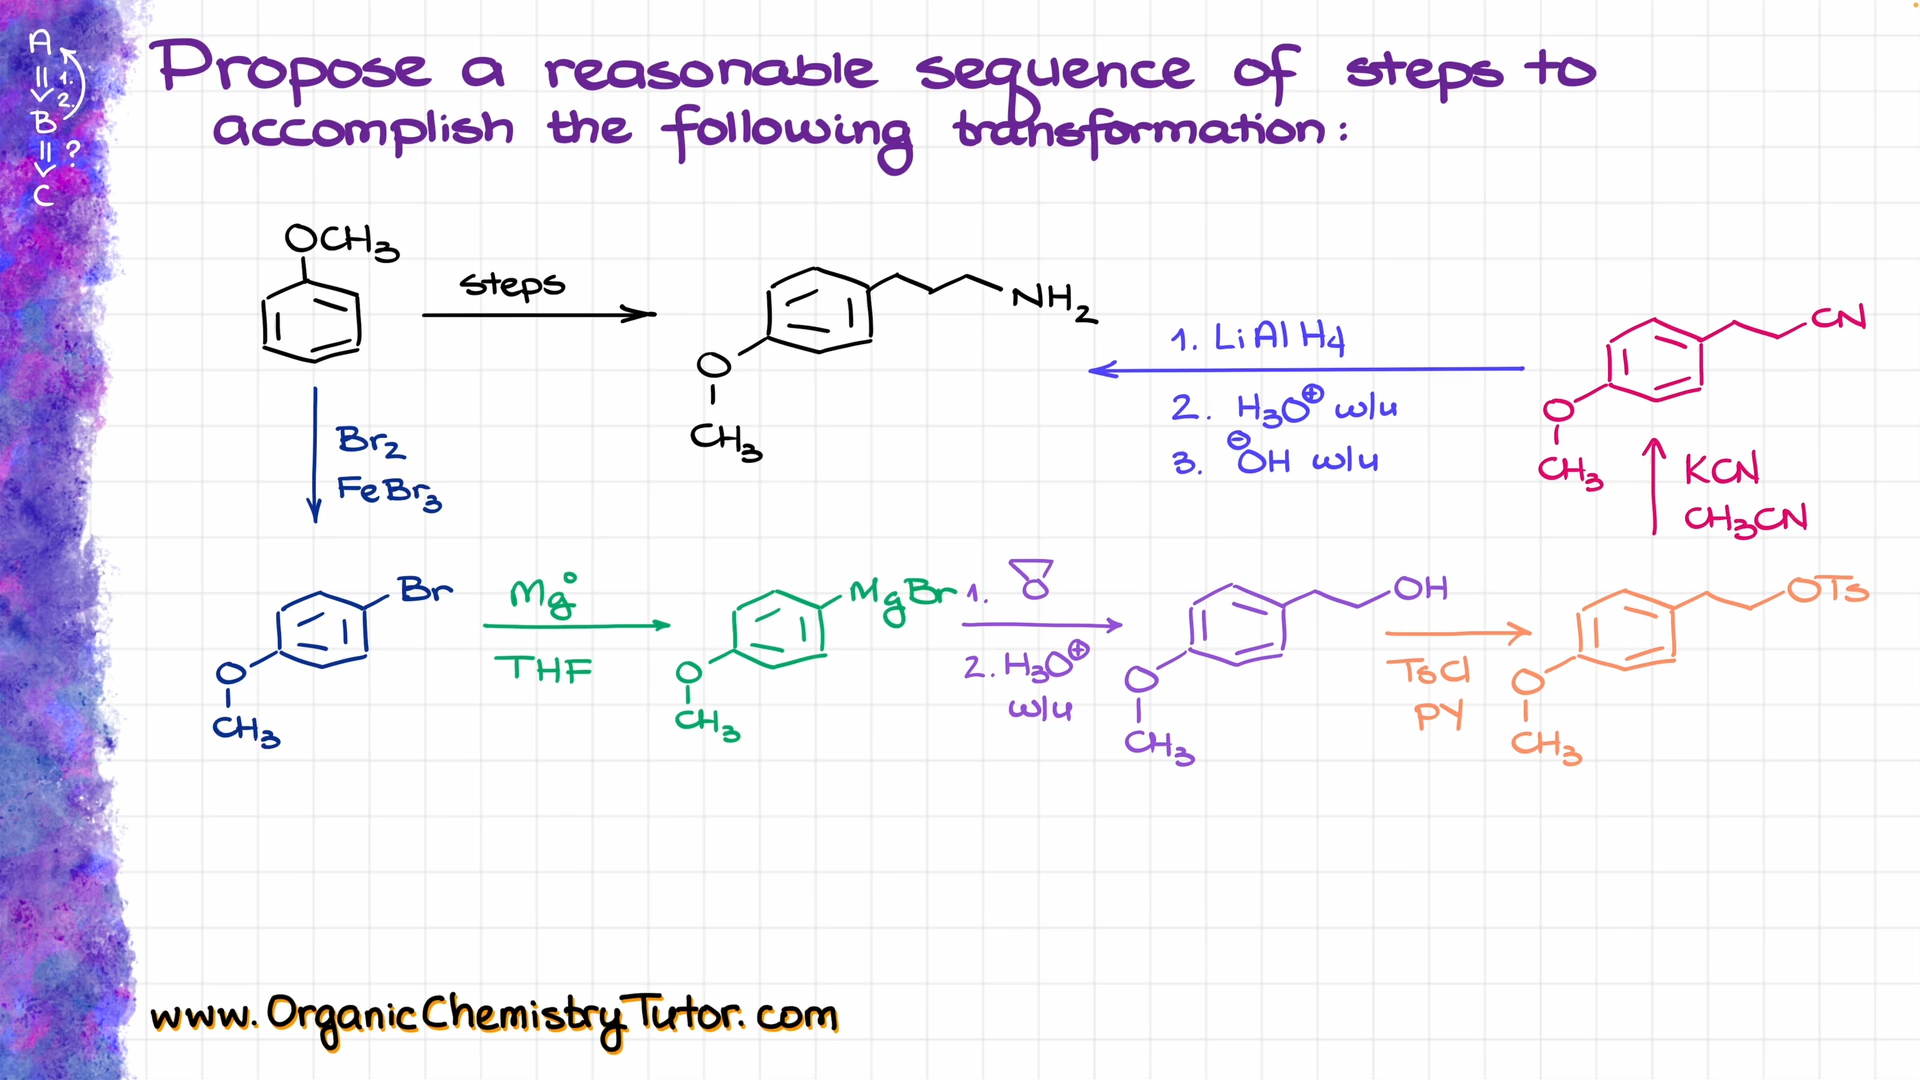 Propose a reasonable sequence of steps to
accomplish the following transformation:
A
1.
2.
B
?
C
OCH3
steps
NH2
O
CH3
1. LiAlH4
2. H3O⊕ w/u
3. ⊖OH w/u
CN
O
CH3
KCN
CH3CN
Br2
FeBr3
Br
O
CH3
Mg°
THF
MgBr
O
CH3
1. O
2. H3O⊕
w/u
OH
O
CH3
TsCl
PY
OTs
O
CH3
www.OrganicChemistryTutor.com